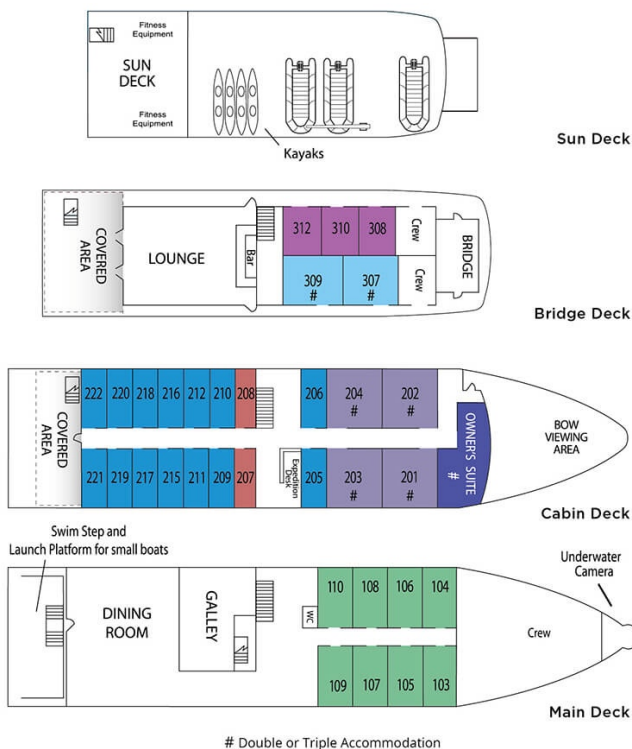 Fitness
Equipment
SUN
DECK
Fitness
Equipment
Kayaks
Sun Deck
COVERED
AREA
LOUNGE
Bar
312
310
308
Crew
309
#
307
#
Crew
BRIDGE
Bridge Deck
COVERED
AREA
222
220
218
216
212
210
208
206
204
#
202
#
221
219
217
215
211
209
207
Expedition
Desk
205
203
#
201
#
OWNER'S SUITE
#
BOW
VIEWING
AREA
Cabin Deck
Swim Step and
Launch Platform for small boats
Underwater
Camera
DINING
ROOM
GALLEY
WC
110
108
106
104
109
107
105
103
Crew
Main Deck
# Double or Triple Accommodation